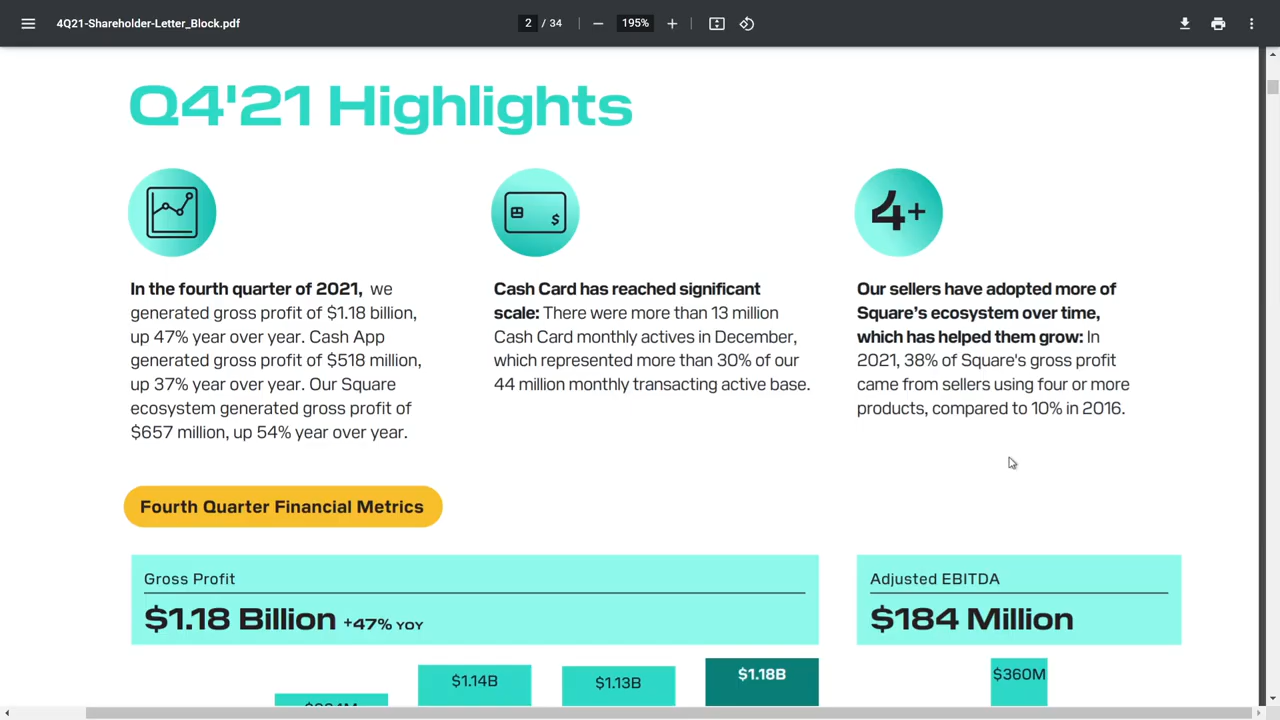 4Q21-Shareholder-Letter_Block.pdf
2 / 34
195%
Q4'21 Highlights
4+
$
In the fourth quarter of 2021, we
generated gross profit of $1.18 billion,
up 47% year over year. Cash App
generated gross profit of $518 million,
up 37% year over year. Our Square
ecosystem generated gross profit of
$657 million, up 54% year over year.
Cash Card has reached significant
scale: There were more than 13 million
Cash Card monthly actives in December,
which represented more than 30% of our
44 million monthly transacting active base.
Our sellers have adopted more of
Square's ecosystem over time,
which has helped them grow: In
2021, 38% of Square's gross profit
came from sellers using four or more
products, compared to 10% in 2016.
Fourth Quarter Financial Metrics
Gross Profit
$1.18 Billion +47% YOY
Adjusted EBITDA
$184 Million
$1.14B
$1.13B
$1.18B
$360M